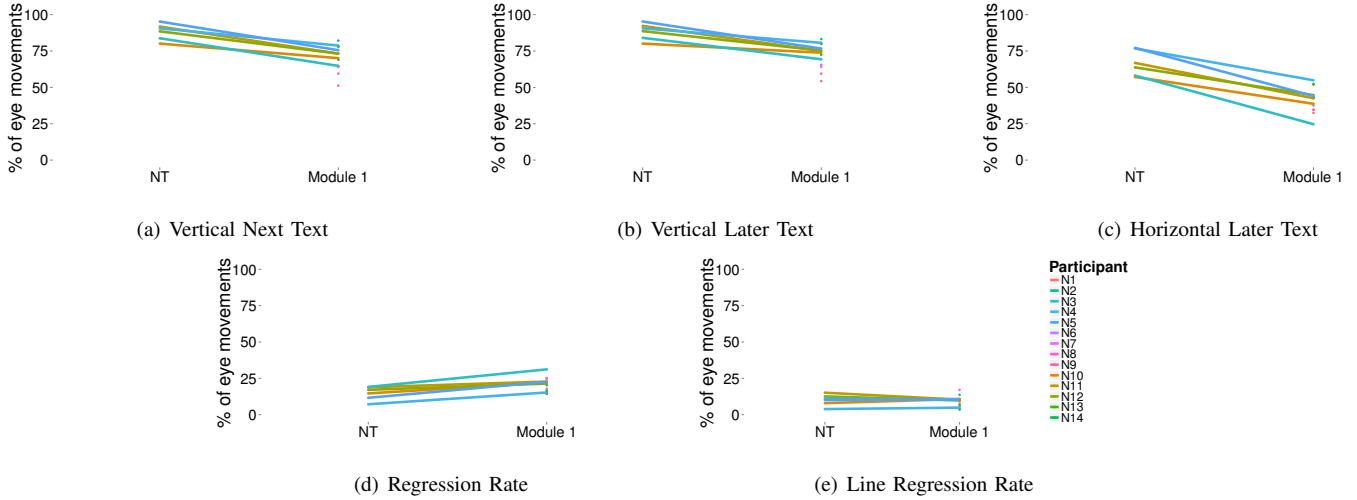 % of eye movements
100
75
50
25
0
NT
Module 1
(a) Vertical Next Text
% of eye movements
100
75
50
25
0
NT
Module 1
(b) Vertical Later Text
% of eye movements
100
75
50
25
0
NT
Module 1
(c) Horizontal Later Text
% of eye movements
100
75
50
25
0
NT
Module 1
(d) Regression Rate
% of eye movements
100
75
50
25
0
NT
Module 1
(e) Line Regression Rate
Participant
N1
N2
N3
N4
N5
N6
N7
N8
N9
N10
N11
N12
N13
N14